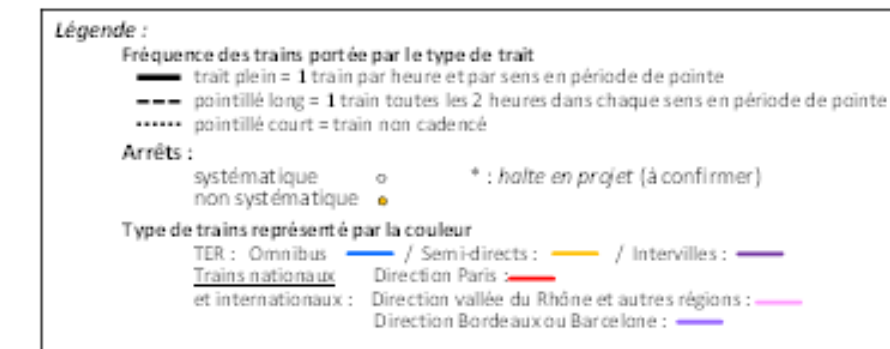 Légende :
Fréquence des trains portée par le type de trait
trait plein = 1 train par heure et par sens en période de pointe
pointillé long = 1 train toutes les 2 heures dans chaque sens en période de pointe
pointillé court = train non cadencé
Arrêts :
systématique * : halte en projet (à confirmer)
non systématique
Type de trains représenté par la couleur
TER : Omnibus / Semi-directs : / Intervilles :
Trains nationaux Direction Paris :
et internationaux : Direction vallée du Rhône et autres régions :
Direction Bordeaux ou Barcelone :